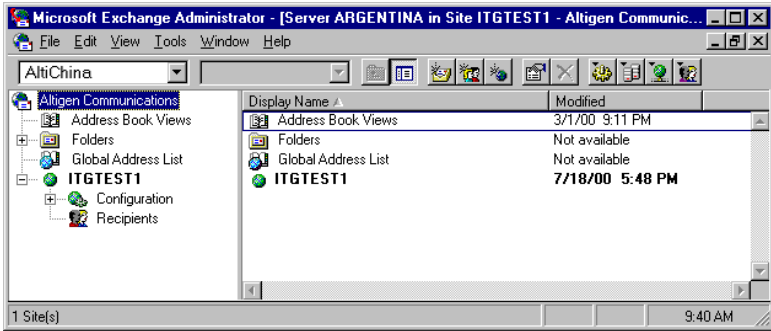 Microsoft Exchange Administrator - [Server ARGENTINA in Site ITGTEST1 - Altigen Communic...
File Edit View Tools Window Help
AltiChina
Altigen Communications
Address Book Views
Folders
Global Address List
ITGTEST1
Configuration
Recipients
Display Name Modified
Address Book Views 3/1/00 9:11 PM
Folders Not available
Global Address List Not available
ITGTEST1 7/18/00 5:48 PM
1 Site(s) 9:40 AM